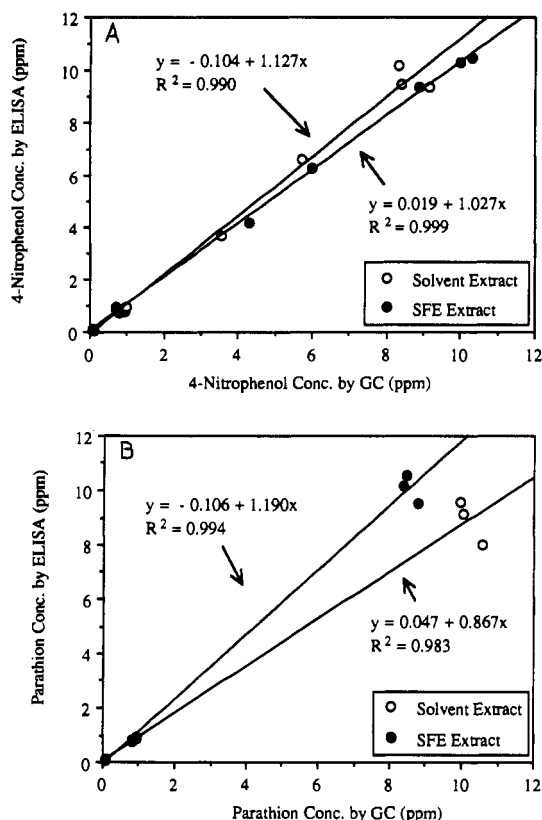 A
y = - 0.104 + 1.127x
R 2 = 0.990
y = 0.019 + 1.027x
R 2 = 0.999
Solvent Extract
SFE Extract
12
10
8
6
4
2
0
0 2 4 6 8 10 12
4-Nitrophenol Conc. by ELISA (ppm)
4-Nitrophenol Conc. by GC (ppm)
B
y = - 0.106 + 1.190x
R 2 = 0.994
y = 0.047 + 0.867x
R 2 = 0.983
Solvent Extract
SFE Extract
12
10
8
6
4
2
0
0 2 4 6 8 10 12
Parathion Conc. by ELISA (ppm)
Parathion Conc. by GC (ppm)